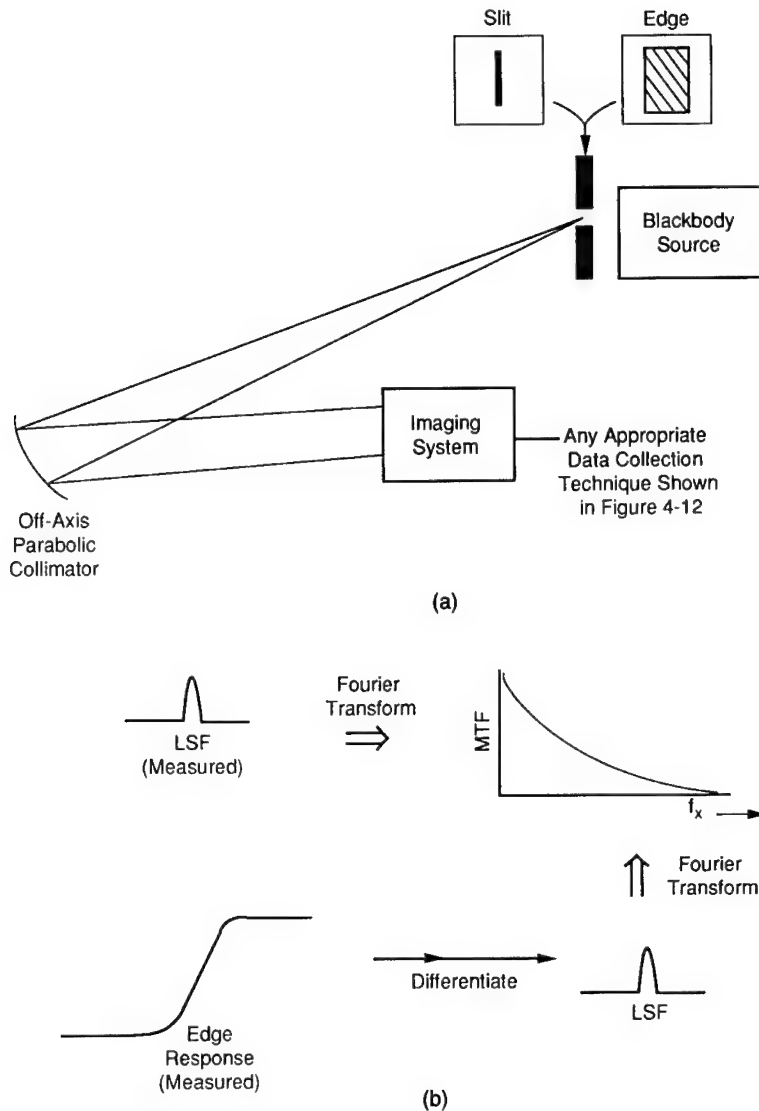 Slit
Edge
Blackbody
Source
Imaging
System
Any Appropriate
Data Collection
Technique Shown
in Figure 4-12
Off-Axis
Parabolic
Collimator
(a)
LSF
(Measured)
Fourier
Transform
MTF
f_x
Fourier
Transform
Edge
Response
(Measured)
Differentiate
LSF
(b)